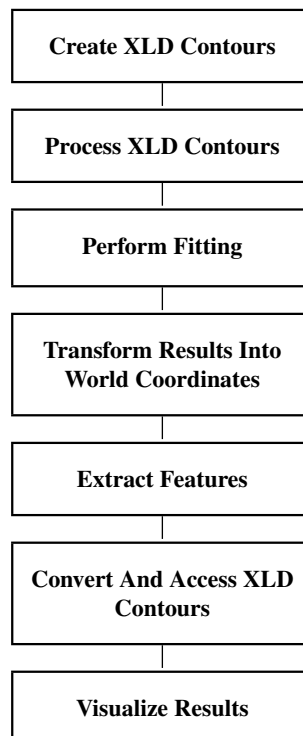 Create XLD Contours
Process XLD Contours
Perform Fitting
Transform Results Into
World Coordinates
Extract Features
Convert And Access XLD
Contours
Visualize Results